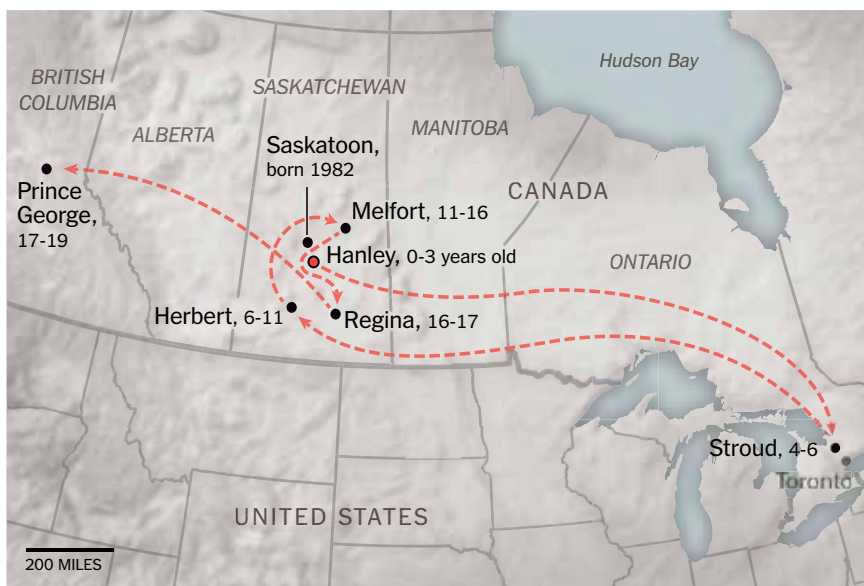 Hudson Bay
BRITISH
COLUMBIA
SASKATCHEWAN
ALBERTA
MANITOBA
Saskatoon,
born 1982
CANADA
Prince
George,
17-19
Melfort, 11-16
Hanley, 0-3 years old
ONTARIO
Herbert, 6-11
Regina, 16-17
Stroud, 4-6
Toronto
UNITED STATES
200 MILES